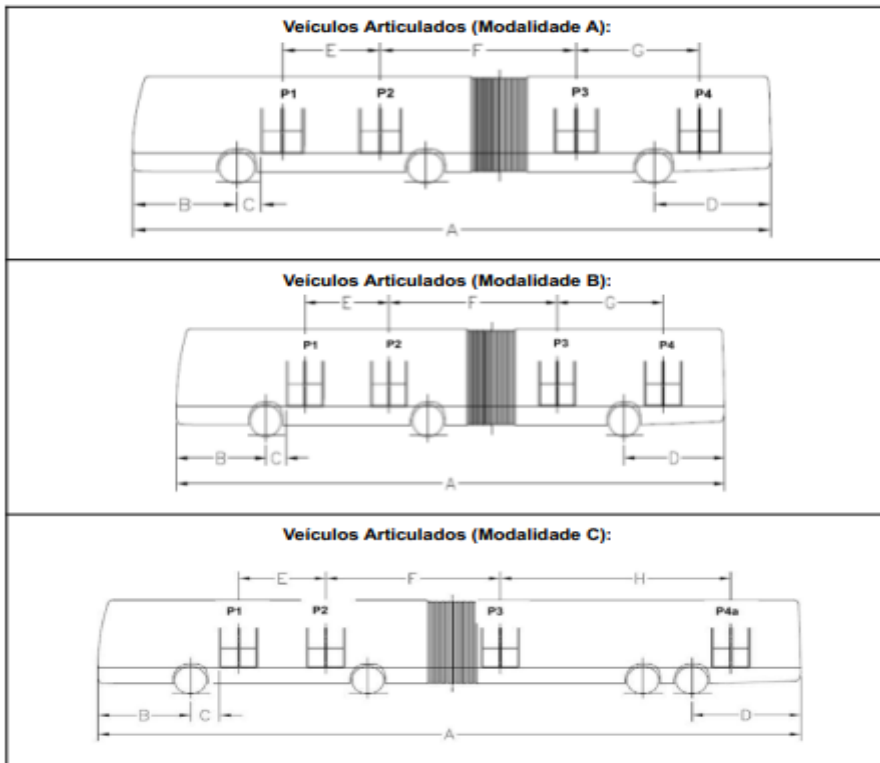 Veículos Articulados (Modalidade A):
E F G
P1 P2 P3 P4
B C D
A
Veículos Articulados (Modalidade B):
E F G
P1 P2 P3 P4
B C D
A
Veículos Articulados (Modalidade C):
E F H
P1 P2 P3 P4a
B C D
A